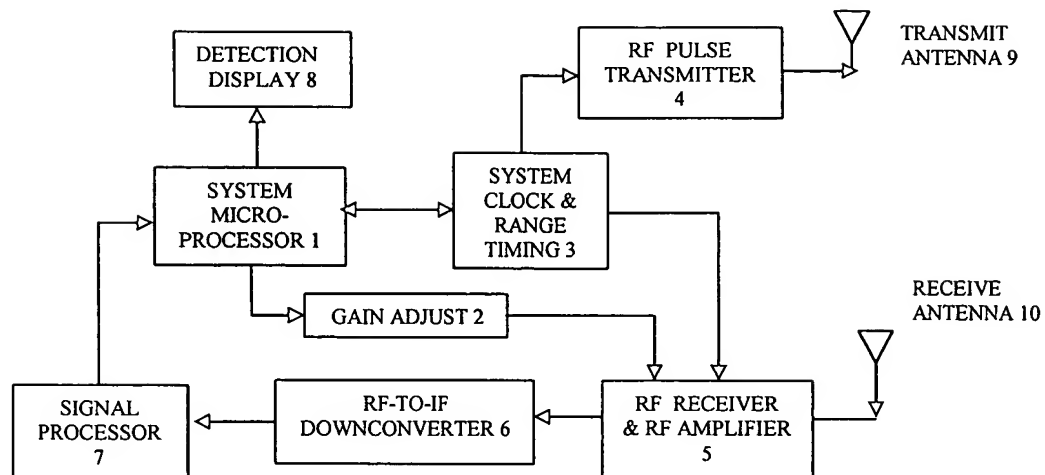 DETECTION
DISPLAY 8
RF PULSE
TRANSMITTER
4
TRANSMIT
ANTENNA 9
SYSTEM
MICRO-
PROCESSOR 1
SYSTEM
CLOCK &
RANGE
TIMING 3
GAIN ADJUST 2
RECEIVE
ANTENNA 10
SIGNAL
PROCESSOR
7
RF-TO-IF
DOWNCONVERTER 6
RF RECEIVER
& RF AMPLIFIER
5